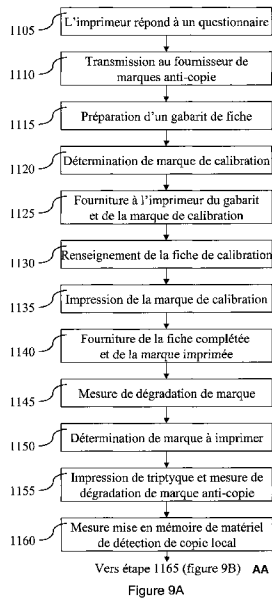 1105
L'imprimeur répond à un questionnaire
1110
Transmission au fournisseur de
marques anti-copie
1115
Préparation d'un gabarit de fiche
1120
Détermination de marque de calibration
1125
Fourniture à l'imprimeur du gabarit
et de la marque de calibration
1130
Renseignement de la fiche de calibration
1135
Impression de la marque de calibration
1140
Fourniture de la fiche complétée
et de la marque imprimée
1145
Mesure de dégradation de marque
1150
Détermination de marque à imprimer
1155
Impression de triptyque et mesure de
dégradation de marque anti-copie
1160
Mesure mise en mémoire de matériel
de détection de copie local
Vers étape 1165 (figure 9B) AA
Figure 9A